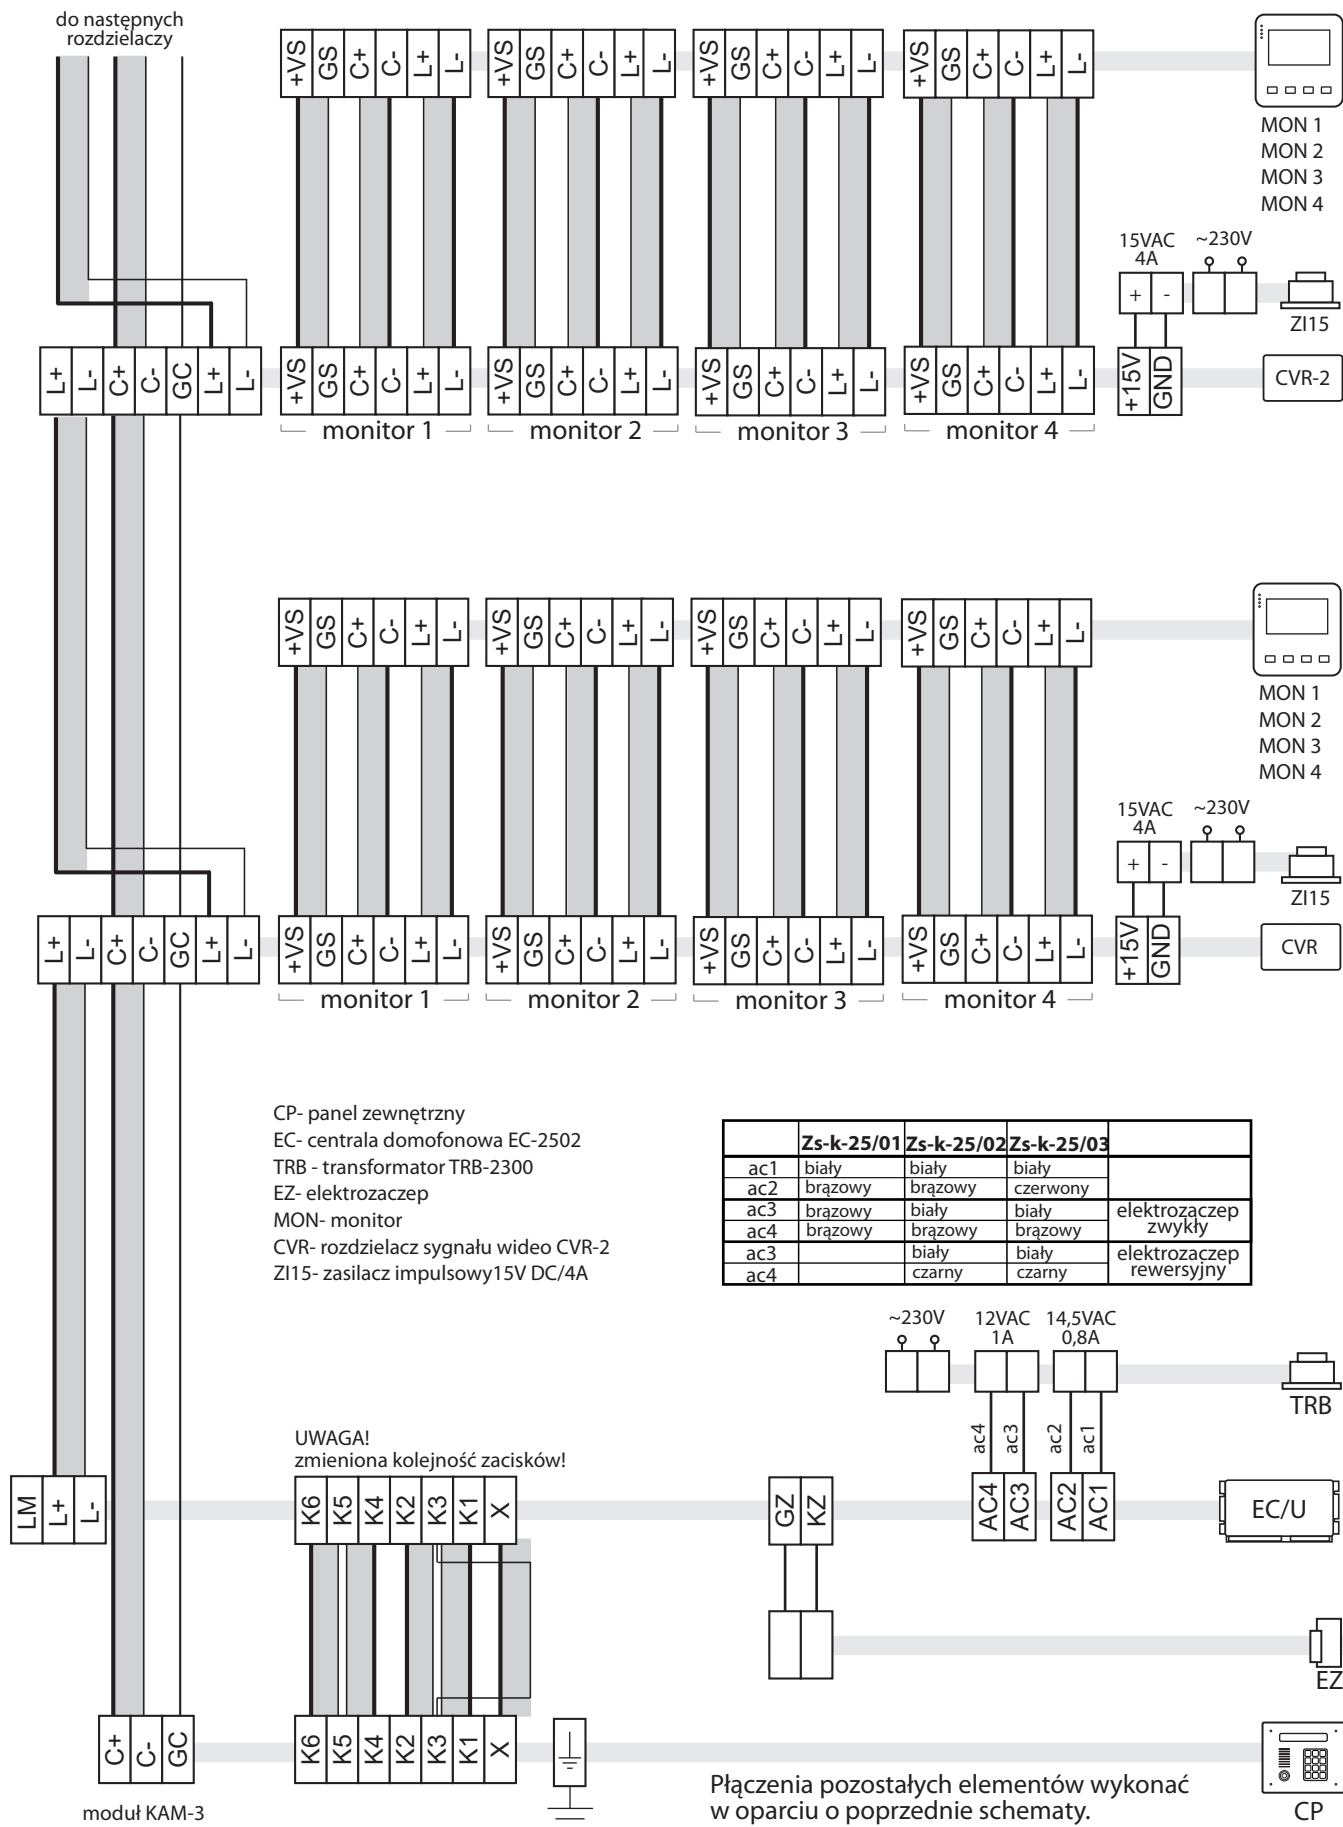 do następnych
rozdzielaczy
+VS GS C+ C- L+ L- +VS GS C+ C- L+ L- +VS GS C+ C- L+ L- +VS GS C+ C- L+ L-
MON 1
MON 2
MON 3
MON 4
15VAC ~230V
4A
+ -
ZI15
L+ L- C+ C- GC L+ L- +VS GS C+ C- L+ L- +VS GS C+ C- L+ L- +VS GS C+ C- L+ L- +VS GS C+ C- L+ L- +15V GND CVR-2
monitor 1 monitor 2 monitor 3 monitor 4
+VS GS C+ C- L+ L- +VS GS C+ C- L+ L- +VS GS C+ C- L+ L- +VS GS C+ C- L+ L-
MON 1
MON 2
MON 3
MON 4
15VAC ~230V
4A
+ -
ZI15
L+ L- C+ C- GC L+ L- +VS GS C+ C- L+ L- +VS GS C+ C- L+ L- +VS GS C+ C- L+ L- +VS GS C+ C- L+ L- +15V GND CVR
monitor 1 monitor 2 monitor 3 monitor 4
CP- panel zewnętrzny
EC- centrala domofonowa EC-2502
TRB - transformator TRB-2300
EZ- elektrozaczep
MON- monitor
CVR- rozdzielacz sygnału wideo CVR-2
ZI15- zasilacz impulsowy15V DC/4A
Zs-k-25/01 Zs-k-25/02 Zs-k-25/03
ac1 biały biały biały
ac2 brązowy brązowy czerwony
ac3 brązowy biały biały elektrozaczep
ac4 brązowy brązowy brązowy zwykły
ac3 biały biały elektrozaczep
ac4 czarny czarny rewersyjny
~230V 12VAC 14,5VAC
1A 0,8A
TRB
ac4 ac3 ac2 ac1
UWAGA!
zmieniona kolejność zacisków!
LM L+ L- K6 K5 K4 K2 K3 K1 X GZ KZ AC4 AC3 AC2 AC1 EC/U
EZ
C+ C- GC K6 K5 K4 K2 K3 K1 X
moduł KAM-3
Płączenia pozostałych elementów wykonać
w oparciu o poprzednie schematy.
CP